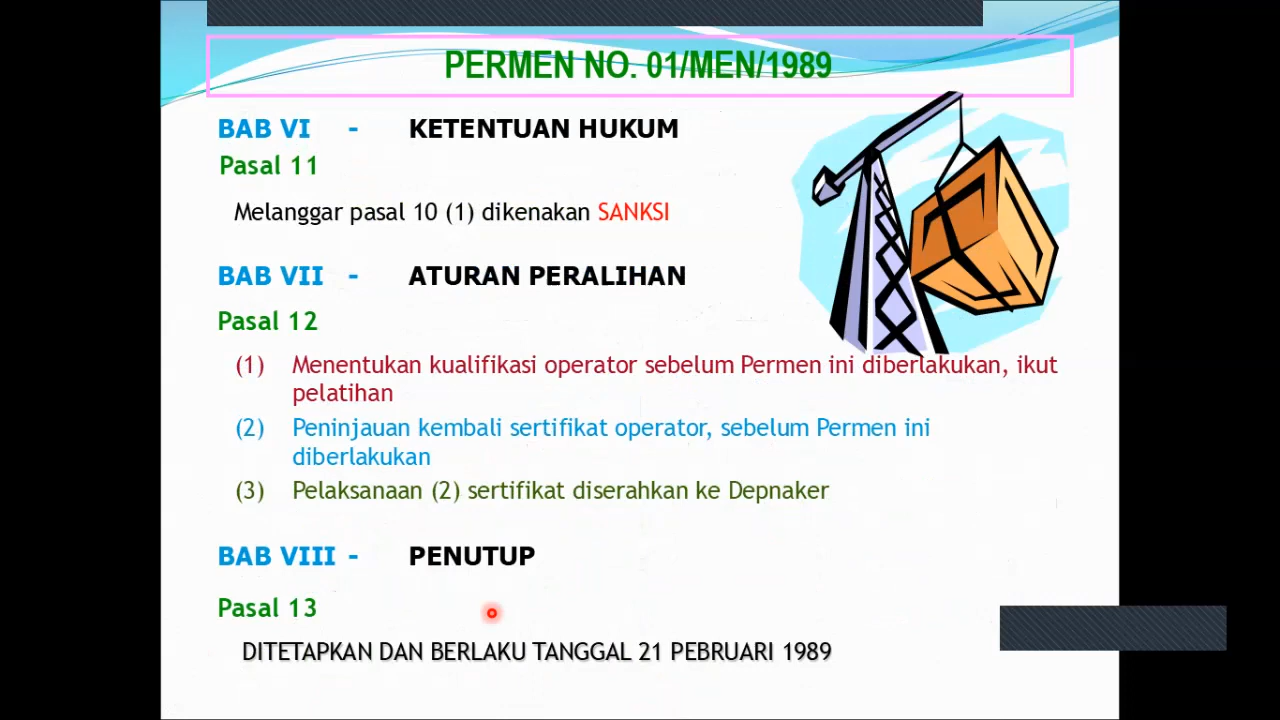 PERMEN NO. 01/MEN/1989
BAB VI - KETENTUAN HUKUM
Pasal 11
Melanggar pasal 10 (1) dikenakan SANKSI
BAB VII - ATURAN PERALIHAN
Pasal 12
(1) Menentukan kualifikasi operator sebelum Permen ini diberlakukan, ikut
pelatihan
(2) Peninjauan kembali sertifikat operator, sebelum Permen ini
diberlakukan
(3) Pelaksanaan (2) sertifikat diserahkan ke Depnaker
BAB VIII - PENUTUP
Pasal 13
DITETAPKAN DAN BERLAKU TANGGAL 21 PEBRUARI 1989